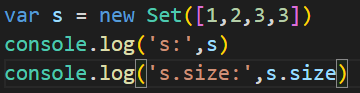 var s = new Set([1,2,3,3])
console.log('s:',s)
console.log('s.size:',s.size)